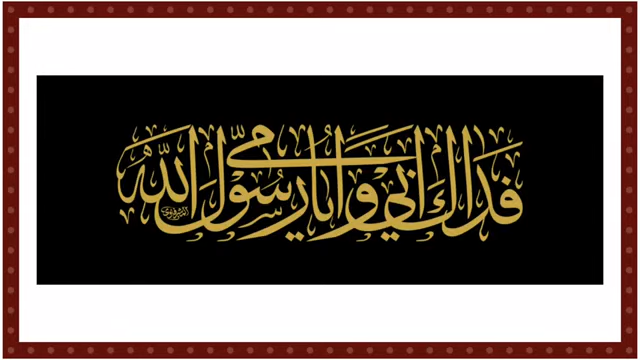 فداك أبي وأمي يا رسول الله